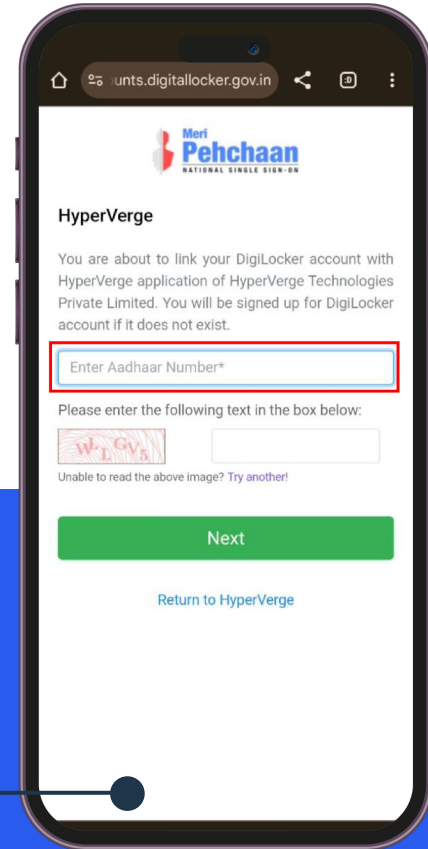 unts.digitallocker.gov.in
:D
Meri
Pehchaan
NATIONAL SINGLE SIGN-ON
HyperVerge
You are about to link your DigiLocker account with
HyperVerge application of HyperVerge Technologies
Private Limited. You will be signed up for DigiLocker
account if it does not exist.
Enter Aadhaar Number*
Please enter the following text in the box below:
WLLGV5
Unable to read the above image? Try another!
Next
Return to HyperVerge